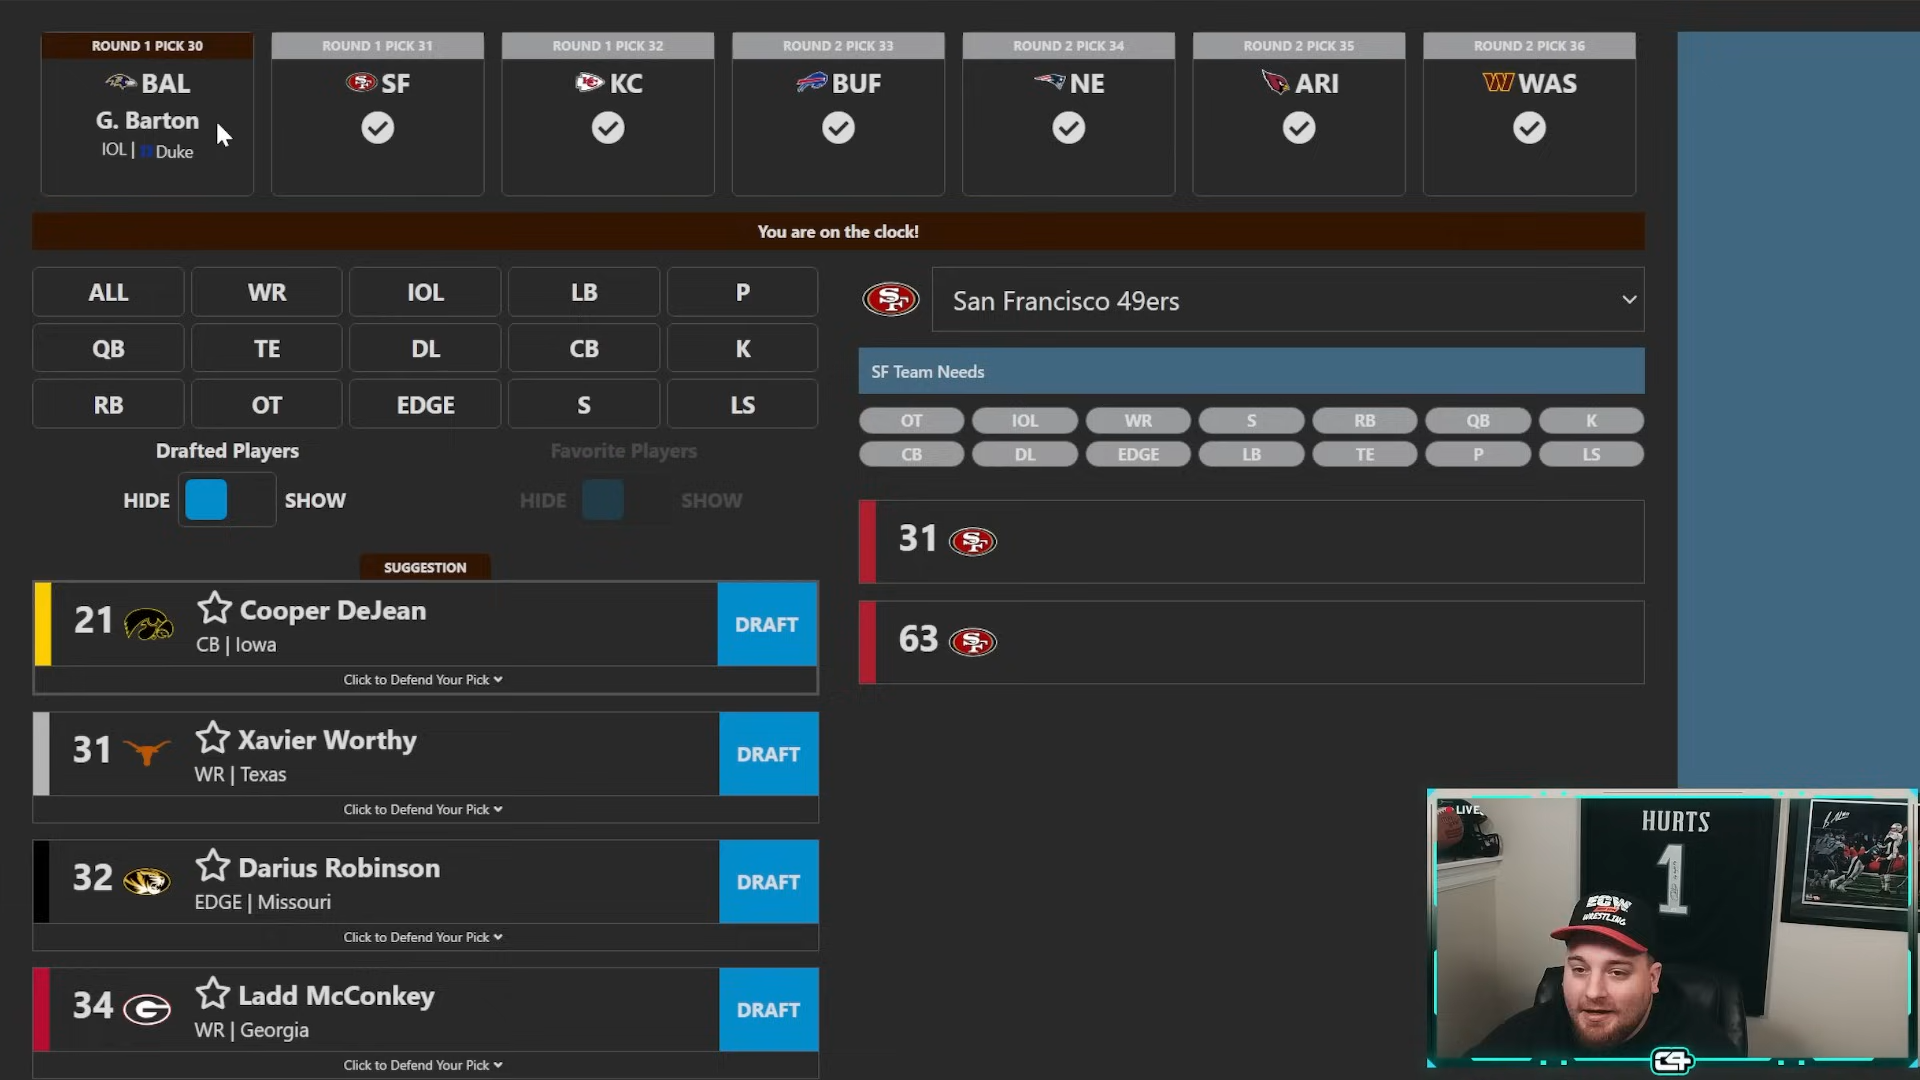 ROUND 1 PICK 30
BAL
G. Barton
IOL | Duke
ROUND 1 PICK 31
SF
ROUND 1 PICK 32
KC
ROUND 2 PICK 33
BUF
ROUND 2 PICK 34
NE
ROUND 2 PICK 35
ARI
ROUND 2 PICK 36
WAS
You are on the clock!
ALL WR IOL LB P
QB TE DL CB K
RB OT EDGE S LS
Drafted Players
HIDE SHOW
Favorite Players
HIDE SHOW
SUGGESTION
21 Cooper DeJean
CB | Iowa
DRAFT
Click to Defend Your Pick
31 Xavier Worthy
WR | Texas
DRAFT
Click to Defend Your Pick
32 Darius Robinson
EDGE | Missouri
DRAFT
Click to Defend Your Pick
34 Ladd McConkey
WR | Georgia
DRAFT
Click to Defend Your Pick
SF San Francisco 49ers
SF Team Needs
OT IOL WR S RB QB K
CB DL EDGE LB TE P LS
31 SF
63 SF
LIVE
HURTS
1
EGW
WRESTLING